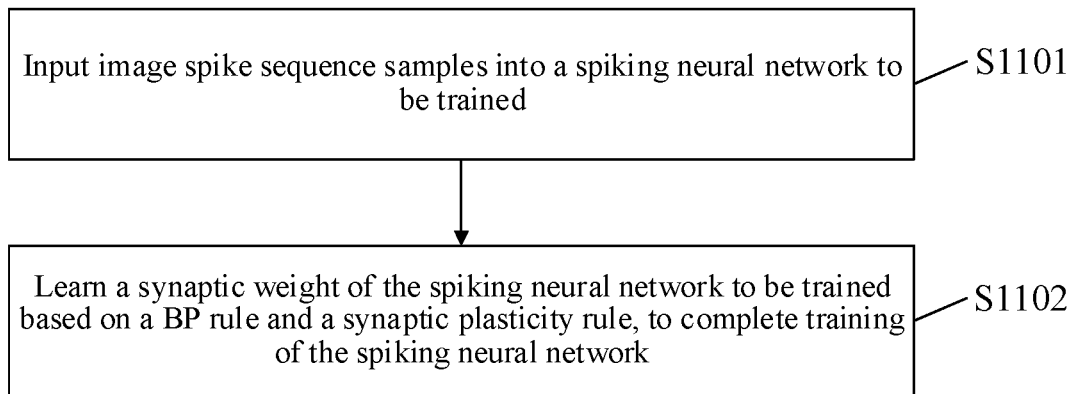 Input image spike sequence samples into a spiking neural network to
be trained
S1101
Learn a synaptic weight of the spiking neural network to be trained
based on a BP rule and a synaptic plasticity rule, to complete training
of the spiking neural network
S1102